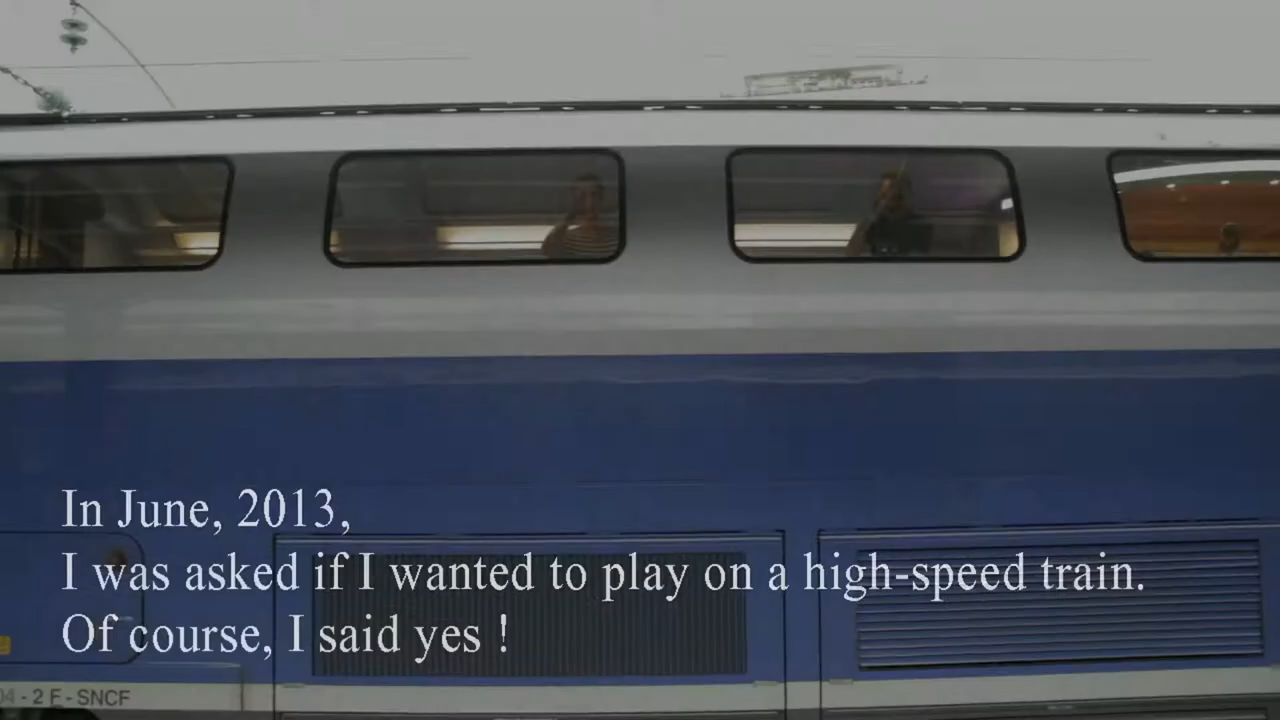 In June, 2013,
I was asked if I wanted to play on a high-speed train.
Of course, I said yes !
04 - 2 F - SNCF